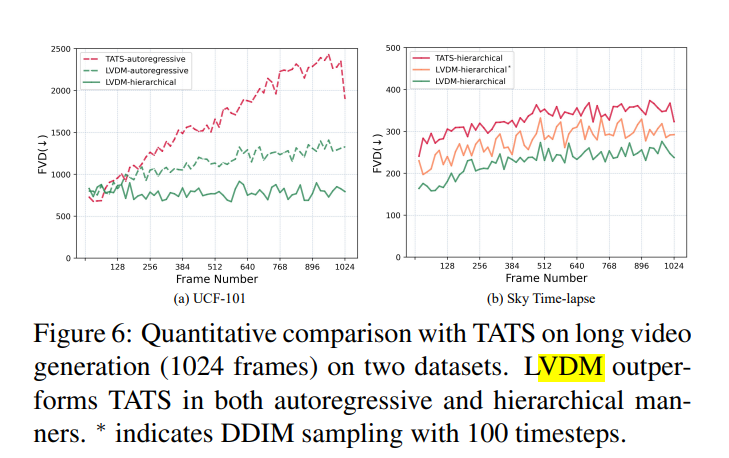 2500
2000
1500
1000
500
0
FVD(↓)
TATS-autoregressive
LVDM-autoregressive
LVDM-hierarchical
128 256 384 512 640 768 896 1024
Frame Number
(a) UCF-101
500
400
300
200
100
0
FVD(↓)
TATS-hierarchical
LVDM-hierarchical*
LVDM-hierarchical
128 256 384 512 640 768 896 1024
Frame Number
(b) Sky Time-lapse
Figure 6: Quantitative comparison with TATS on long video
generation (1024 frames) on two datasets. LVDM outper-
forms TATS in both autoregressive and hierarchical man-
ners. * indicates DDIM sampling with 100 timesteps.